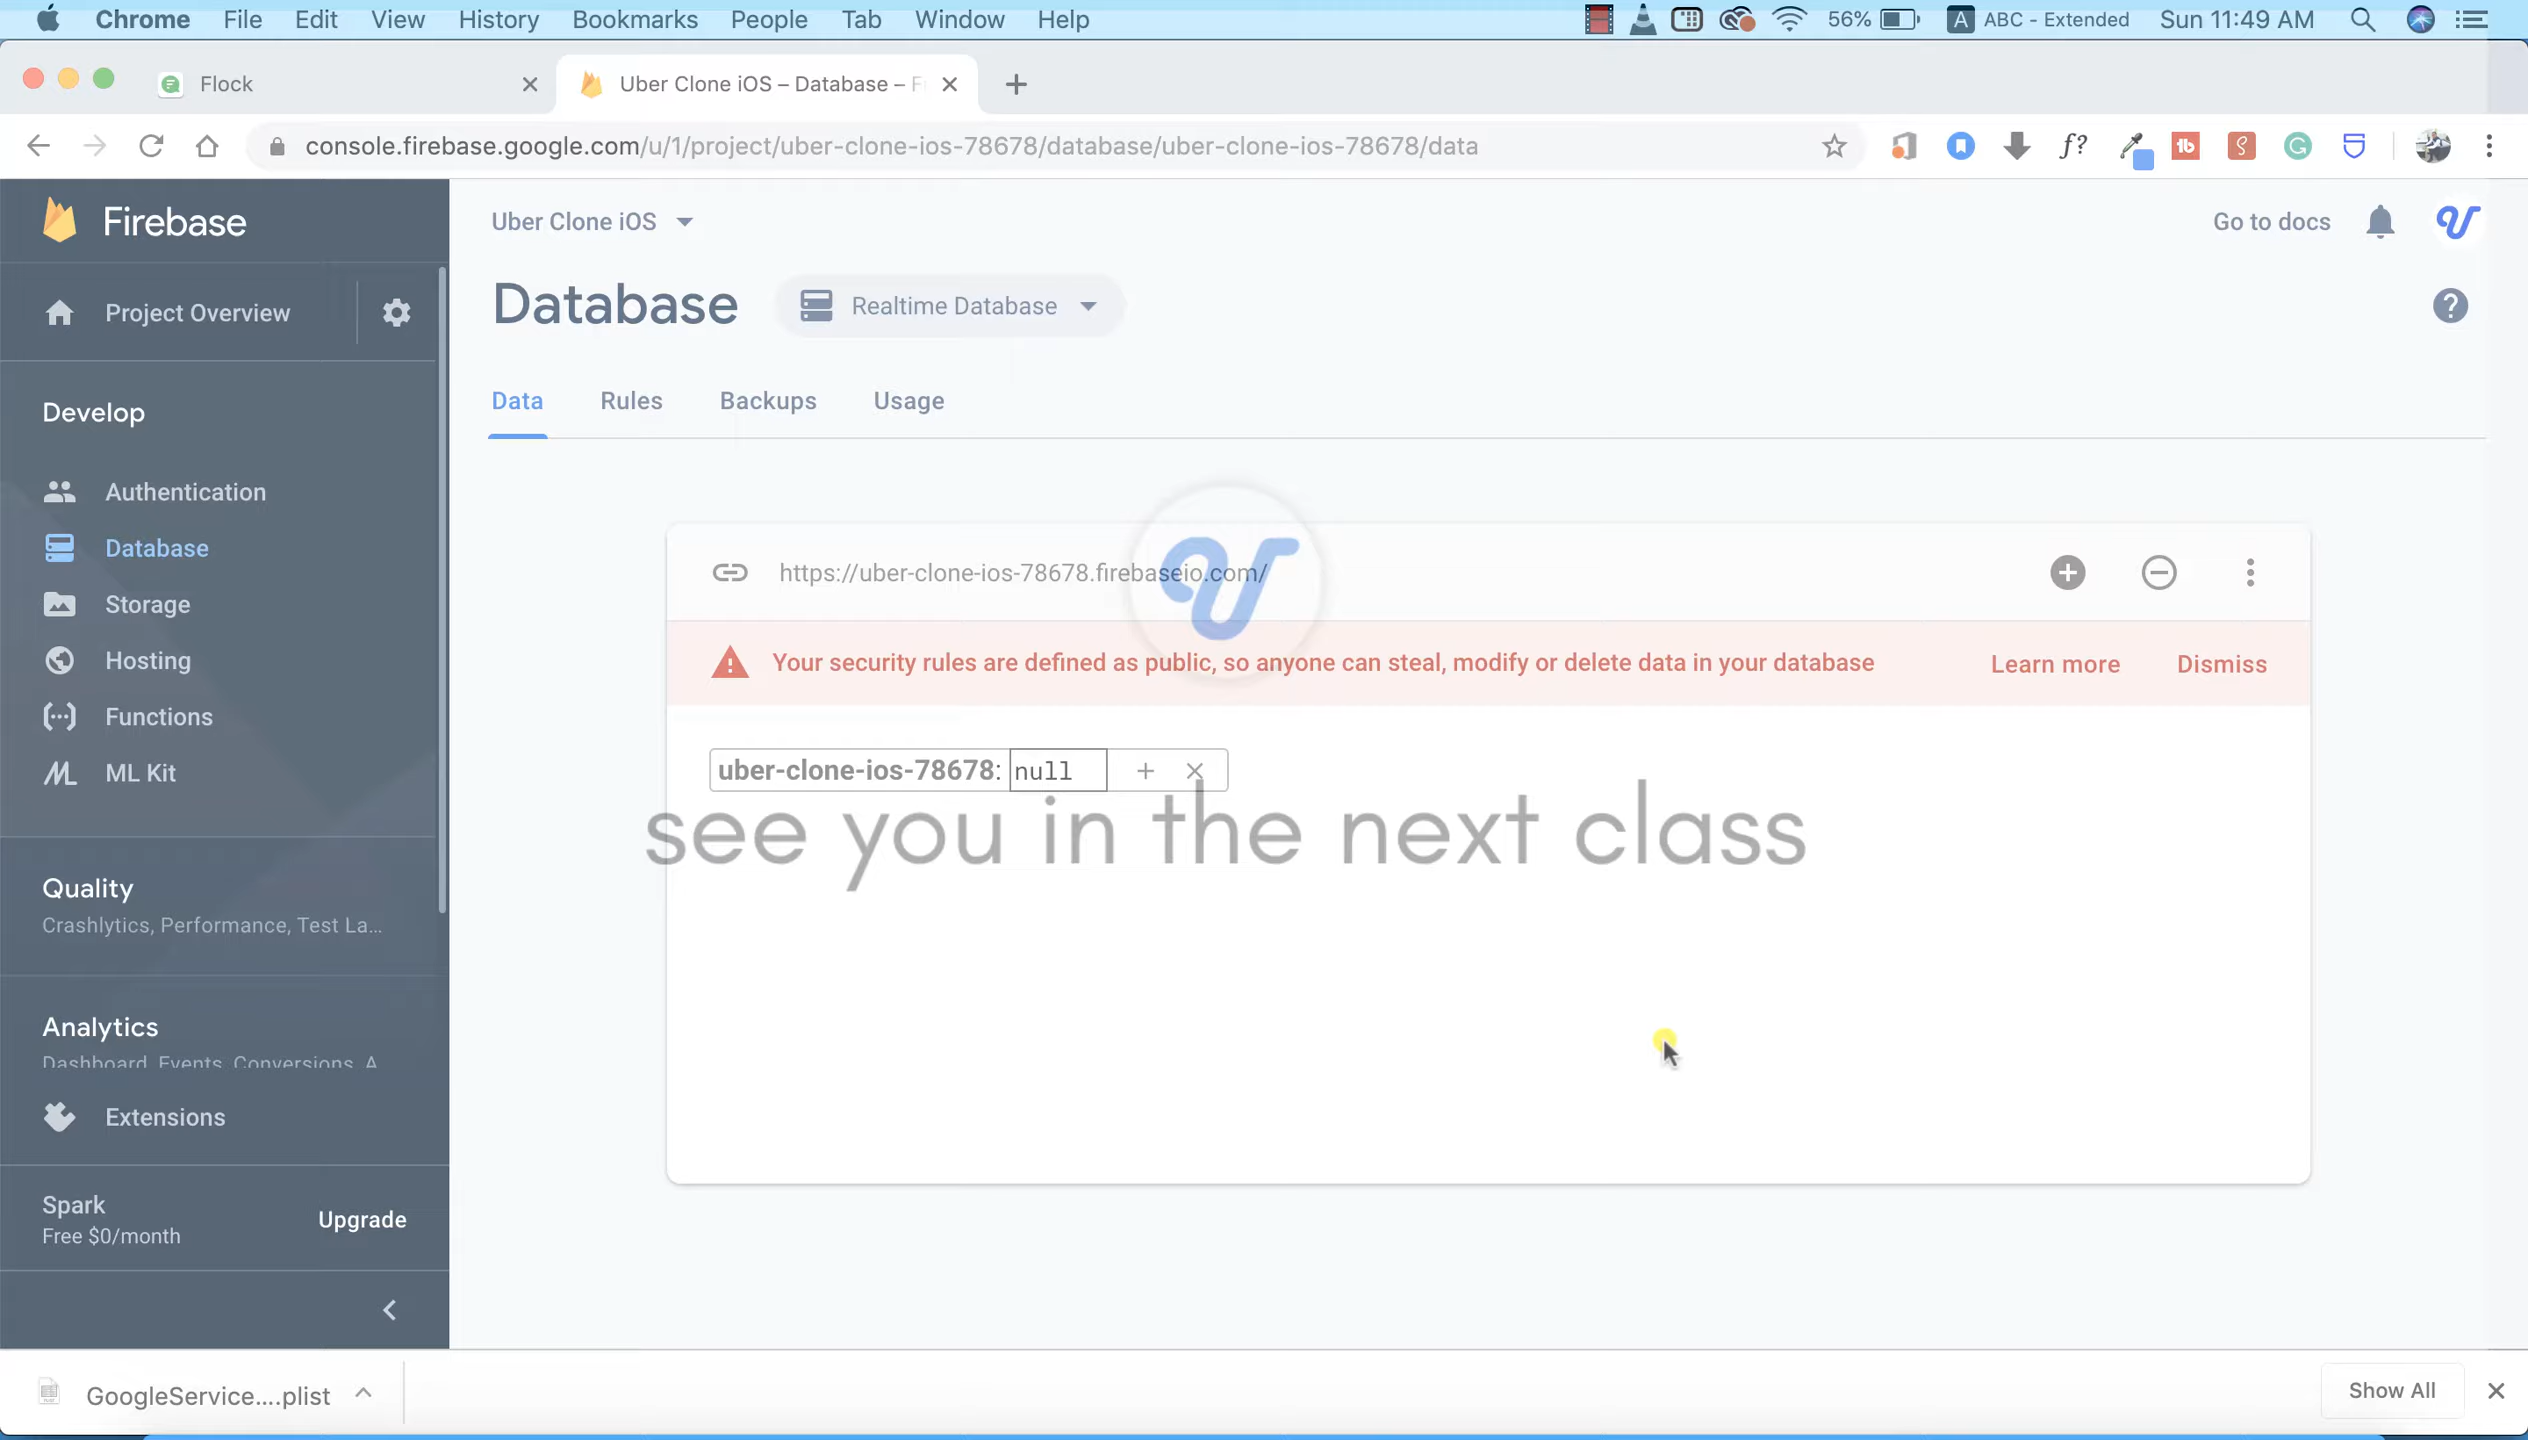 Chrome File Edit View History Bookmarks People Tab Window Help 56% A ABC - Extended Sun 11:49 AM
Flock Uber Clone iOS – Database – F
console.firebase.google.com/u/1/project/uber-clone-ios-78678/database/uber-clone-ios-78678/data
f?
tb
Firebase
Uber Clone iOS
Go to docs
Project Overview
Database
Realtime Database
Data Rules Backups Usage
Develop
Authentication
Database
Storage
Hosting
Functions
ML Kit
https://uber-clone-ios-78678.firebaseio.com/
Your security rules are defined as public, so anyone can steal, modify or delete data in your database
Learn more
Dismiss
uber-clone-ios-78678: null
see you in the next class
Quality
Crashlytics, Performance, Test La...
Analytics
Dashboard, Events, Conversions, A
Extensions
Spark
Free $0/month
Upgrade
GoogleService....plist
Show All